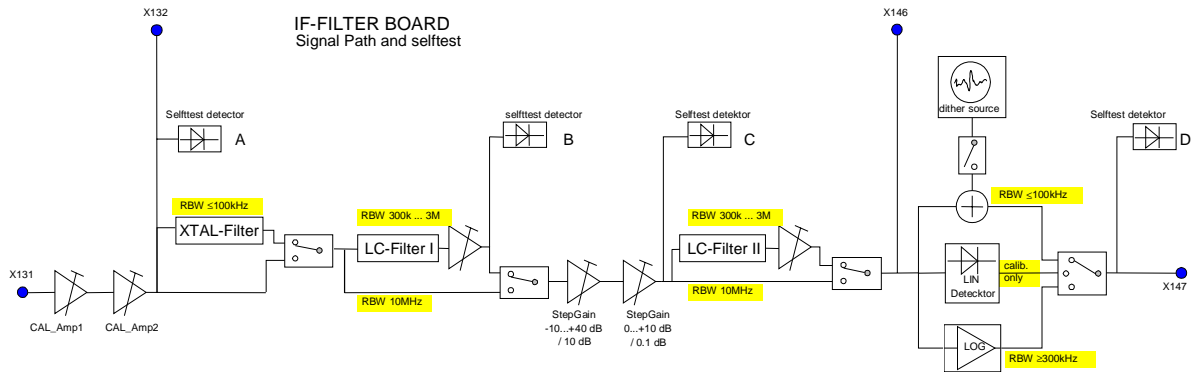 IF-FILTER BOARD
Signal Path and selftest
X132
X146
dither source
Selfttest detector
A
selfttest detector
B
Selftest detektor
C
Selftest detektor
D
RBW ≤100kHz
XTAL-Filter
RBW 300k ... 3M
LC-Filter I
RBW 300k ... 3M
LC-Filter II
RBW ≤100kHz
X131
CAL_Amp1
CAL_Amp2
RBW 10MHz
StepGain
-10...+40 dB
/ 10 dB
StepGain
0...+10 dB
/ 0.1 dB
RBW 10MHz
LIN
Detecktor
calib.
only
X147
LOG
RBW ≥300kHz